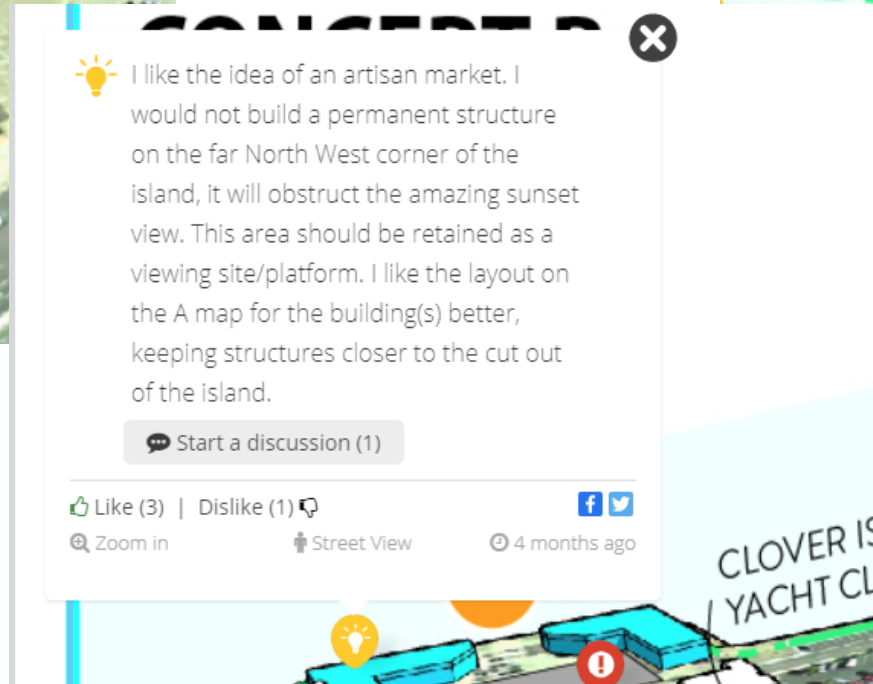 CONCEPT B
I like the idea of an artisan market. I
would not build a permanent structure
on the far North West corner of the
island, it will obstruct the amazing sunset
view. This area should be retained as a
viewing site/platform. I like the layout on
the A map for the building(s) better,
keeping structures closer to the cut out
of the island.
Start a discussion (1)
Like (3) | Dislike (1)
Zoom in Street View 4 months ago
CLOVER IS
YACHT CL